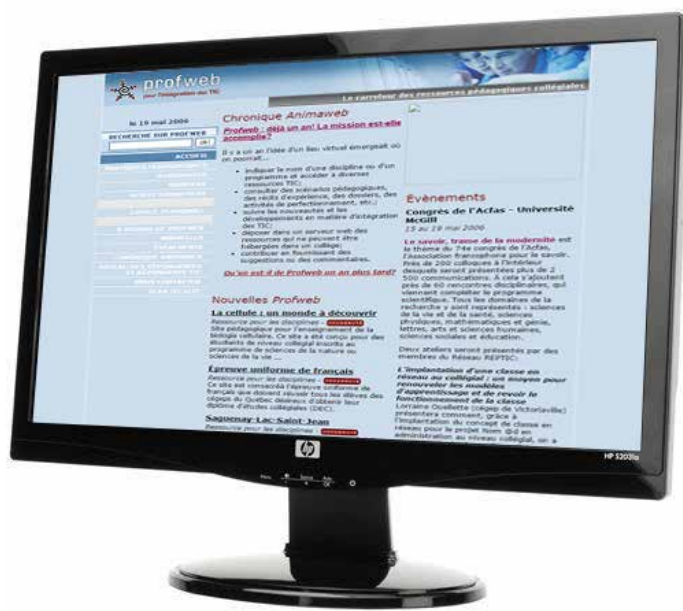 profweb
pour l'intégration des TIC
Le carrefour des ressources pédagogiques collégiales
le 19 mai 2006
RECHERCHE SUR PROFWEB
ok!
ACCUEIL
Chronique Animaweb
Profweb : déjà un an! La mission est-elle
accomplie?
Il y a un an l'idée d'un lieu virtuel émergeait où
on pourrait...
indiquer le nom d'une discipline ou d'un
programme et accéder à diverses
ressources TIC;
consulter des scénarios pédagogiques,
des récits d'expérience, des dossiers, des
activités de perfectionnement, etc.;
suivre les nouveautés et les
développements en matière d'intégration
des TIC;
déposer dans un serveur web des
ressources qui ne peuvent être
hébergées dans un collège;
contribuer en fournissant des
suggestions ou des commentaires.
Qu'en est il de Profweb un an plus tard?
Nouvelles Profweb
La cellule : un monde à découvrir
Ressource pour les disciplines -
Site pédagogique pour l'enseignement de la
biologie cellulaire. Ce site a été conçu pour des
étudiants de niveau collégial inscrits au
programme de sciences de la nature ou
sciences de la vie ...
Épreuve uniforme de français
Ressource pour les disciplines -
Ce site est consacré à l'épreuve uniforme de
français que doivent réussir tous les élèves des
cégeps du Québec désireux d'obtenir leur
diplôme d'études collégiales (DEC).
Saguenay-Lac-Saint-Jean
Ressource pour les disciplines -
Évènements
Congrès de l'Acfas - Université
McGill
15 au 19 mai 2006
Le savoir, trame de la modernité est
le thème du 74e congrès de l'Acfas,
l'Association francophone pour le savoir.
Près de 200 colloques à l'intérieur
desquels seront présentées plus de 2
500 communications. À cela s'ajoutent
près de 60 rencontres disciplinaires, qui
viennent compléter le programme
scientifique. Tous les domaines de la
recherche y sont représentés : sciences
de la vie et de la santé, sciences
physiques, mathématiques et génie,
lettres, arts et sciences humaines,
sciences sociales et éducation.
Deux ateliers seront présentés par des
membres du Réseau REPTIC:
L'implantation d'une classe en
réseau au collégial : un moyen pour
renouveler les modèles
d'apprentissage et de revoir le
fonctionnement de la classe
Lorraine Ouellette (cégep de Victoriaville)
présentera comment, grâce à
l'implantation du concept de classe en
réseau pour le projet Nom @d en
administration au niveau collégial, on a
hp
HP S2031a
Menu
Source
Auto
OK